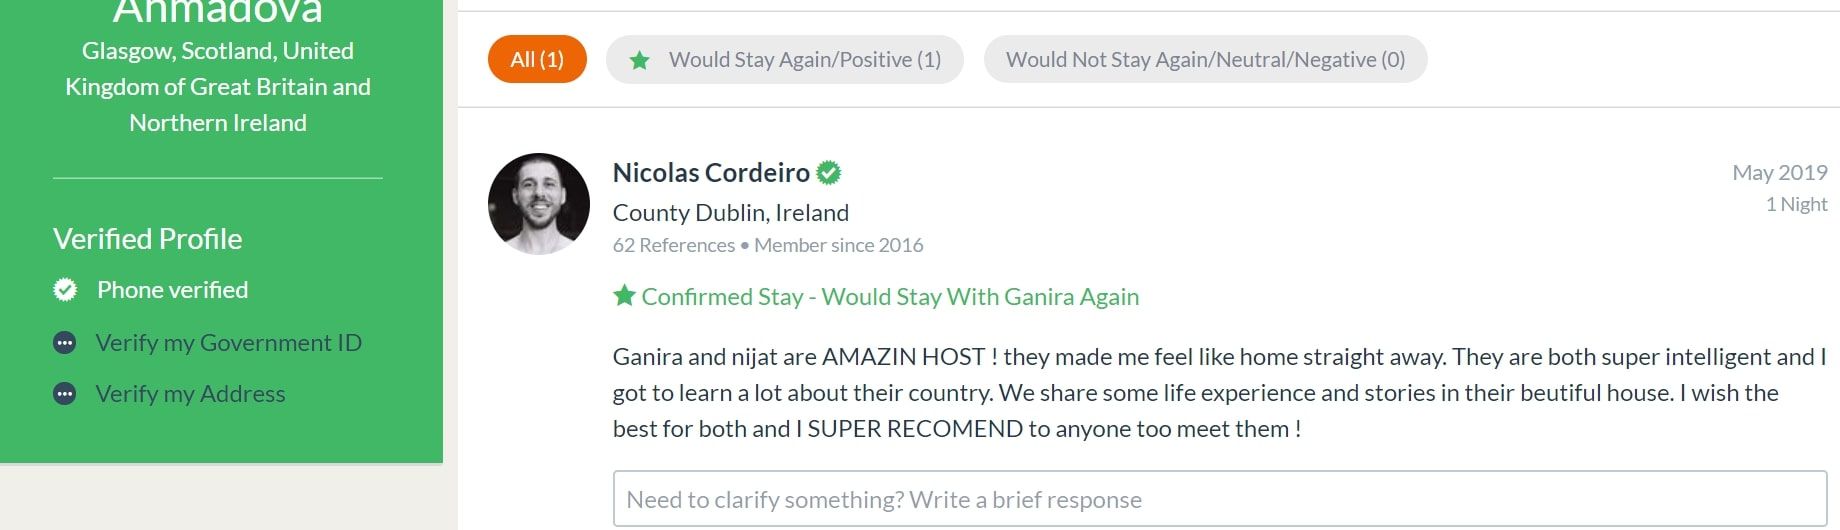 Ahmadova
Glasgow, Scotland, United
Kingdom of Great Britain and
Northern Ireland
Verified Profile
Phone verified
Verify my Government ID
Verify my Address
All (1)
Would Stay Again/Positive (1)
Would Not Stay Again/Neutral/Negative (0)
Nicolas Cordeiro
May 2019
County Dublin, Ireland
1 Night
62 References • Member since 2016
Confirmed Stay - Would Stay With Ganira Again
Ganira and nijat are AMAZIN HOST ! they made me feel like home straight away. They are both super intelligent and I
got to learn a lot about their country. We share some life experience and stories in their beutiful house. I wish the
best for both and I SUPER RECOMEND to anyone too meet them !
Need to clarify something? Write a brief response